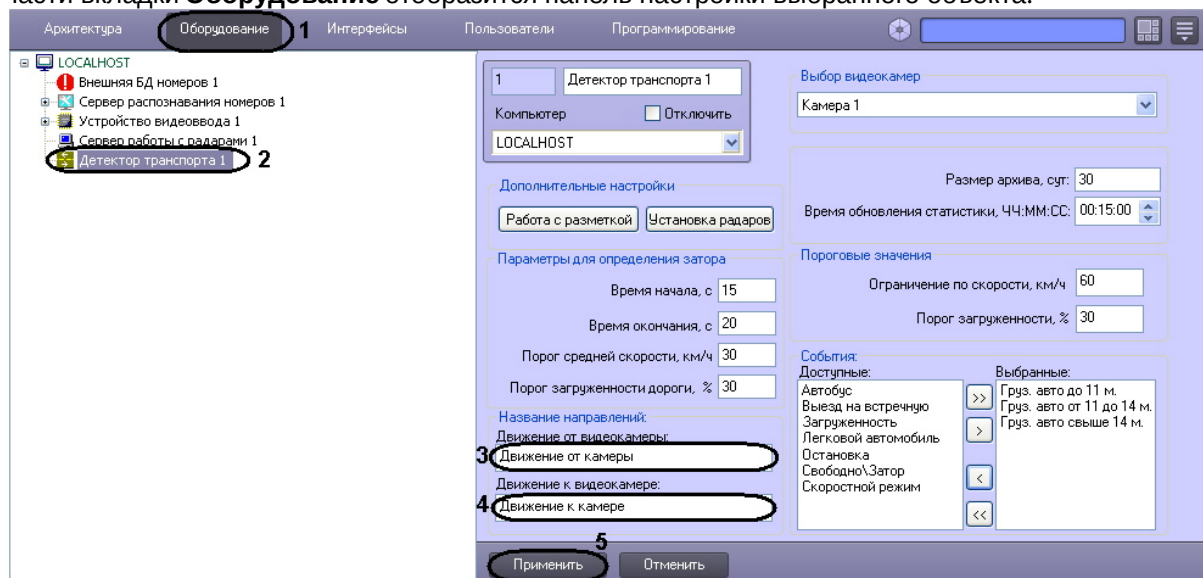 части вкладки Оборудование отобразится панель настройки выбранного объекта.
Архитектура Оборудование 1 Интерфейсы Пользователи Программирование
LOCALHOST
Внешняя БД номеров 1
Сервер распознавания номеров 1
Устройство видеоввода 1
Сервер работы с радарами 1
Детектор транспорта 1 2
1 Детектор транспорта 1
Компьютер Отключить
LOCALHOST
Дополнительные настройки
Работа с разметкой Установка радаров
Параметры для определения затора
Время начала, с 15
Время окончания, с 20
Порог средней скорости, км/ч 30
Порог загруженности дороги, % 30
Название направлений:
Движение от видеокамеры:
3 Движение от камеры
Движение к видеокамере:
4 Движение к камере
Выбор видеокамер
Камера 1
Размер архива, сут: 30
Время обновления статистики, ЧЧ:ММ:СС: 00:15:00
Пороговые значения
Ограничение по скорости, км/ч 60
Порог загруженности, % 30
События:
Доступные:
Автобус
Выезд на встречную
Загруженность
Легковой автомобиль
Остановка
Свободно\Затор
Скоростной режим
>>
>
<
<<
Выбранные:
Груз. авто до 11 м.
Груз. авто от 11 до 14 м.
Груз. авто свыше 14 м.
5
Применить Отменить